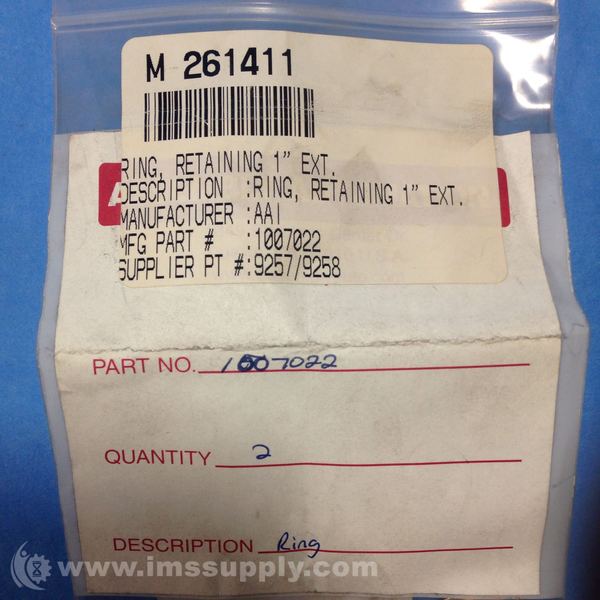 M 261411
RING, RETAINING 1" EXT.
DESCRIPTION :RING, RETAINING 1" EXT.
MANUFACTURER :AAI
MFG PART # :1007022
SUPPLIER PT #:9257/9258
PART NO. 1007022
QUANTITY 2
DESCRIPTION Ring
www.imssupply.com